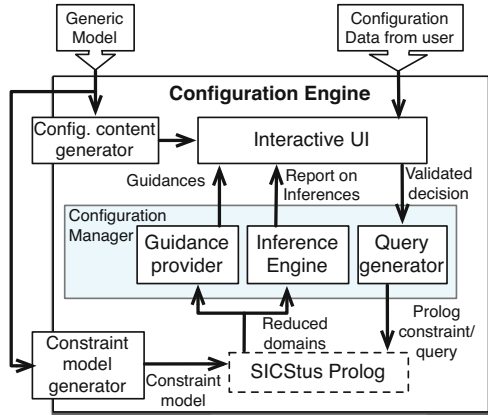 Generic
Model
Configuration
Data from user
Configuration Engine
Config. content
generator
Interactive UI
Guidances
Report on
Inferences
Validated
decision
Configuration
Manager
Guidance
provider
Inference
Engine
Query
generator
Reduced
domains
Prolog
constraint/
query
Constraint
model
generator
Constraint
model
SICStus Prolog